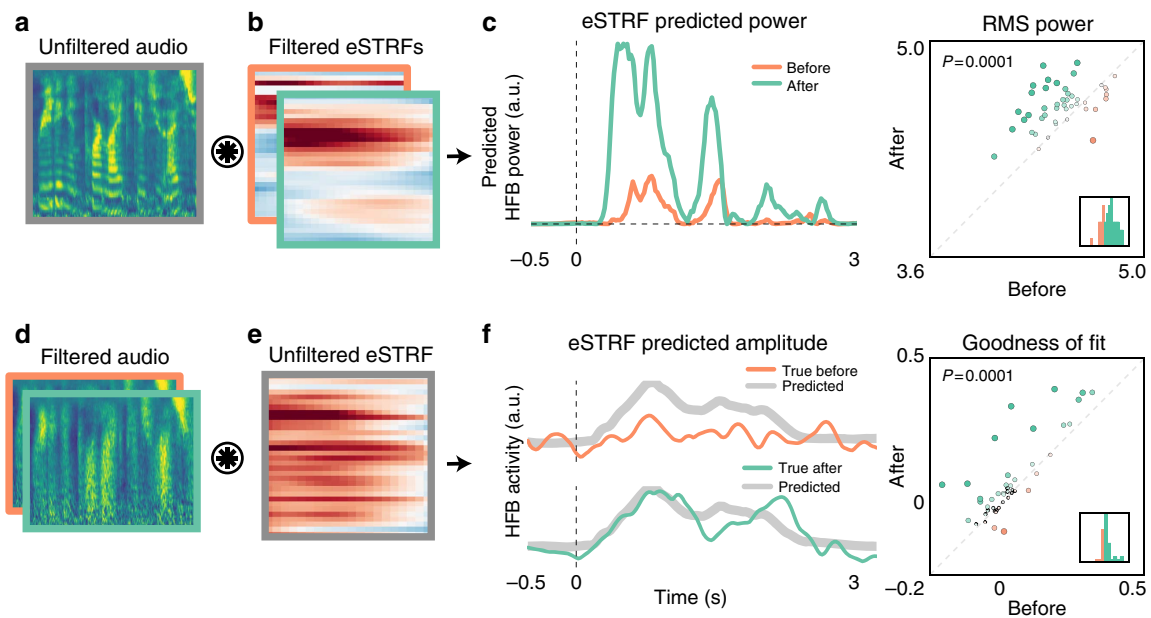 a
Unfiltered audio
b
Filtered eSTRFs
c
eSTRF predicted power
Before
After
Predicted
HFB power (a.u.)
–0.5
0
3
RMS power
5.0
P=0.0001
After
3.6
5.0
Before
d
Filtered audio
e
Unfiltered eSTRF
f
eSTRF predicted amplitude
True before
Predicted
True after
Predicted
HFB activity (a.u.)
–0.5
0
3
Time (s)
Goodness of fit
0.5
P=0.0001
After
0
–0.2
0
0.5
Before